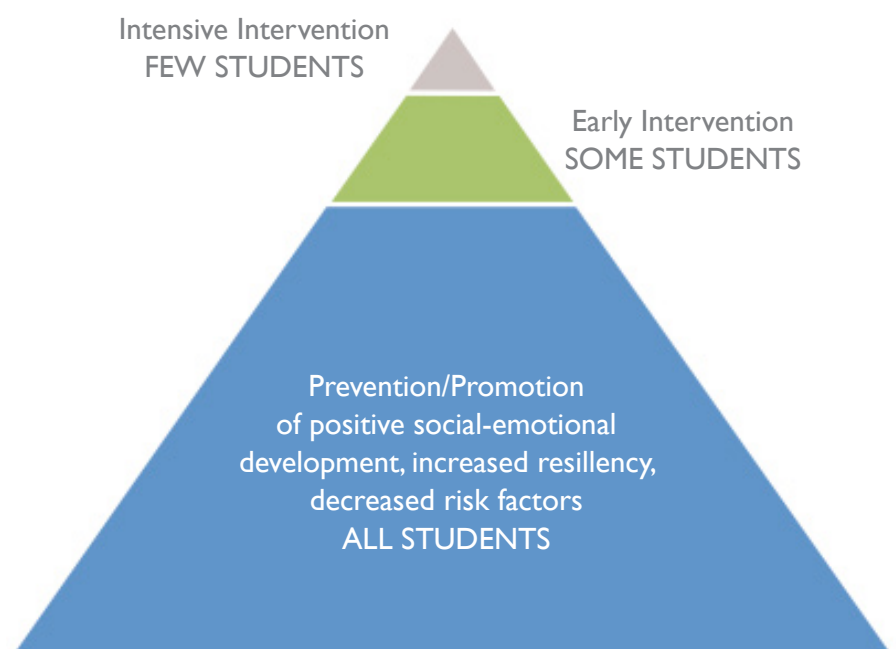 Intensive Intervention
FEW STUDENTS
Early Intervention
SOME STUDENTS
Prevention/Promotion
of positive social-emotional
development, increased resillency,
decreased risk factors
ALL STUDENTS